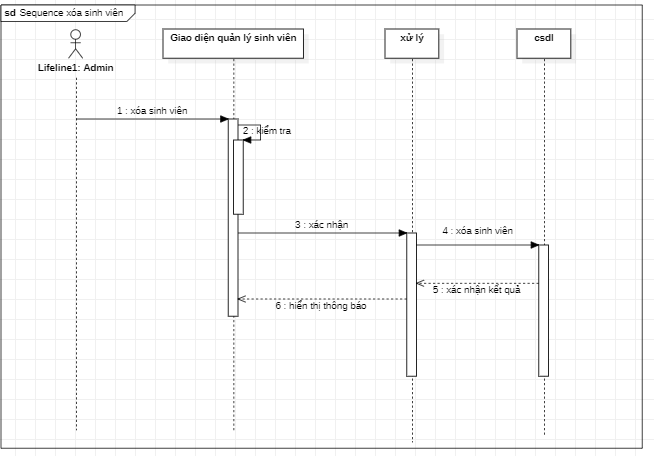 sd Sequence xóa sinh viên
Lifeline1: Admin
Giao diện quản lý sinh viên
xử lý
csdl
1 : xóa sinh viên
2 : kiểm tra
3 : xác nhận
4 : xóa sinh viên
5 : xác nhận kết quả
6 : hiển thị thông báo